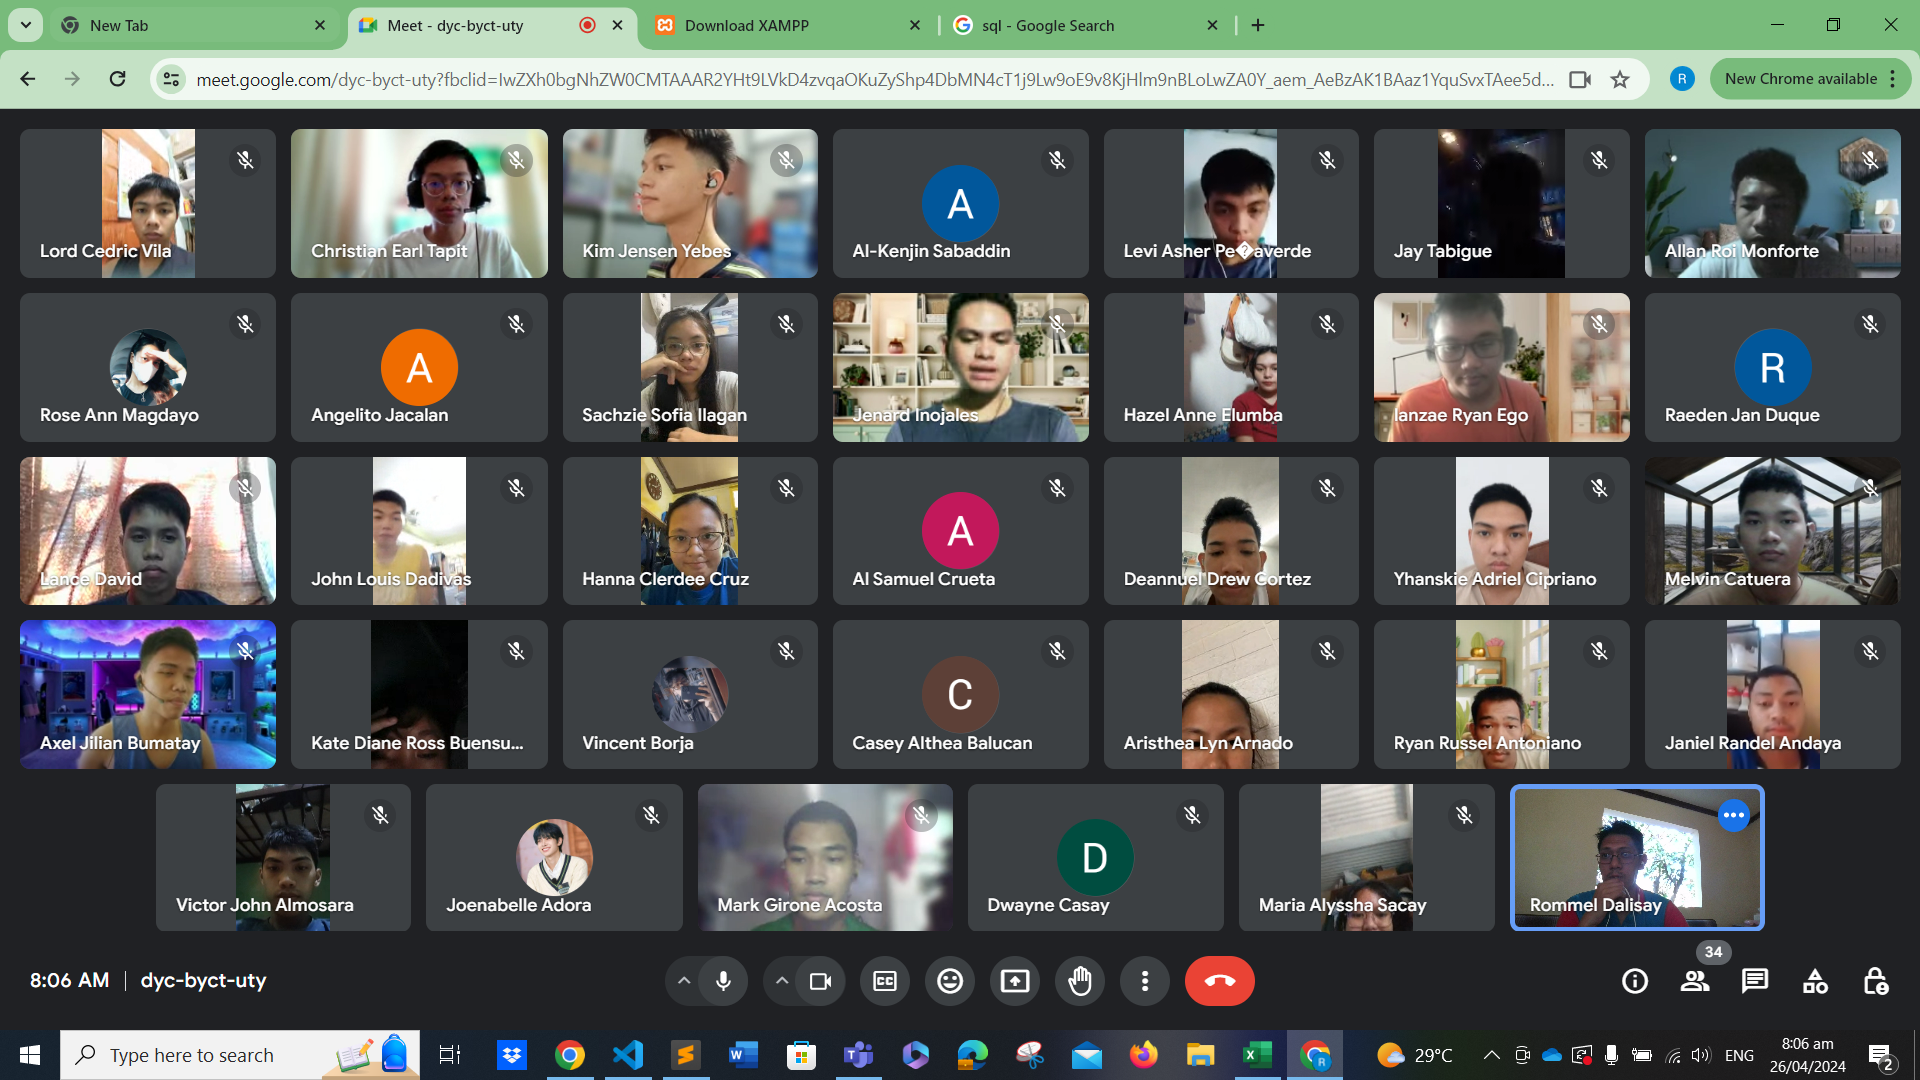 New Tab
Meet - dyc-byct-uty
Download XAMPP
sql - Google Search
meet.google.com/dyc-byct-uty?fbclid=IwZXh0bgNhZW0CMTAAAR2YHt9LVkD4zvqaOKuZyShp4DbMN4cT1j9Lw9oE9v8KjHlm9nBLoLwZA0Y_aem_AeBzAK1BAaz1YquSvxTAee5d...
R
New Chrome available
Lord Cedric Vila
Christian Earl Tapit
Kim Jensen Yebes
A
Al-Kenjin Sabaddin
Levi Asher Pe�averde
Jay Tabigue
Allan Roi Monforte
Rose Ann Magdayo
A
Angelito Jacalan
Sachzie Sofia Ilagan
Jenard Inojales
Hazel Anne Elumba
Ianzae Ryan Ego
R
Raeden Jan Duque
Lance David
John Louis Dadivas
Hanna Clerdee Cruz
A
Al Samuel Crueta
Deannuel Drew Cortez
Yhanskie Adriel Cipriano
Melvin Catuera
Axel Jilian Bumatay
Kate Diane Ross Buensu...
Vincent Borja
C
Casey Althea Balucan
Aristhea Lyn Arnado
Ryan Russel Antoniano
Janiel Randel Andaya
Victor John Almosara
Joenabelle Adora
Mark Girone Acosta
D
Dwayne Casay
Maria Alyssha Sacay
Rommel Dalisay
34
8:06 AM | dyc-byct-uty
CC
Type here to search
29°C
ENG
8:06 am
26/04/2024
2